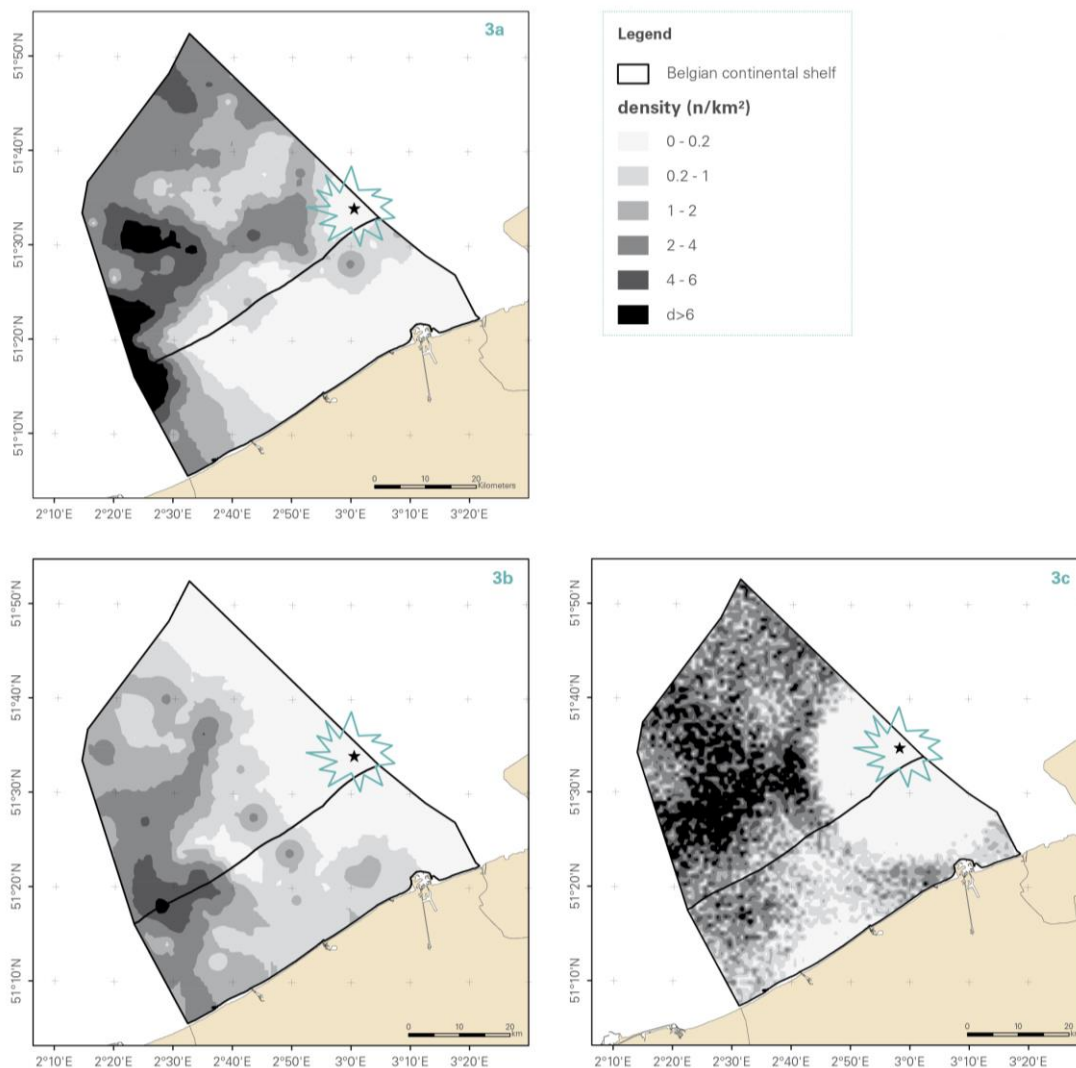 3a
51°50'N
51°40'N
51°30'N
51°20'N
51°10'N
0 10 20
Kilometers
2°10'E 2°20'E 2°30'E 2°40'E 2°50'E 3°0'E 3°10'E 3°20'E
Legend
Belgian continental shelf
density (n/km²)
0 - 0.2
0.2 - 1
1 - 2
2 - 4
4 - 6
d>6
3b
51°50'N
51°40'N
51°30'N
51°20'N
51°10'N
0 10 20
km
2°10'E 2°20'E 2°30'E 2°40'E 2°50'E 3°0'E 3°10'E 3°20'E
3c
51°50'N
51°40'N
51°30'N
51°20'N
51°10'N
0 10 20
km
2°10'E 2°20'E 2°30'E 2°40'E 2°50'E 3°0'E 3°10'E 3°20'E